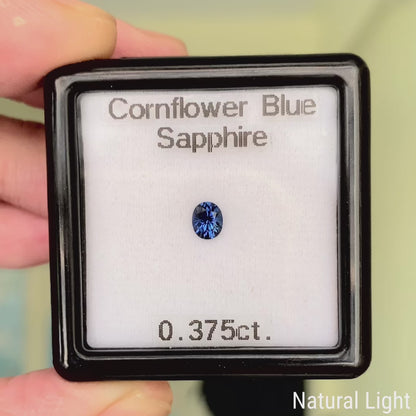 Cornflower Blue
Sapphire
0.375ct.
Natural Light